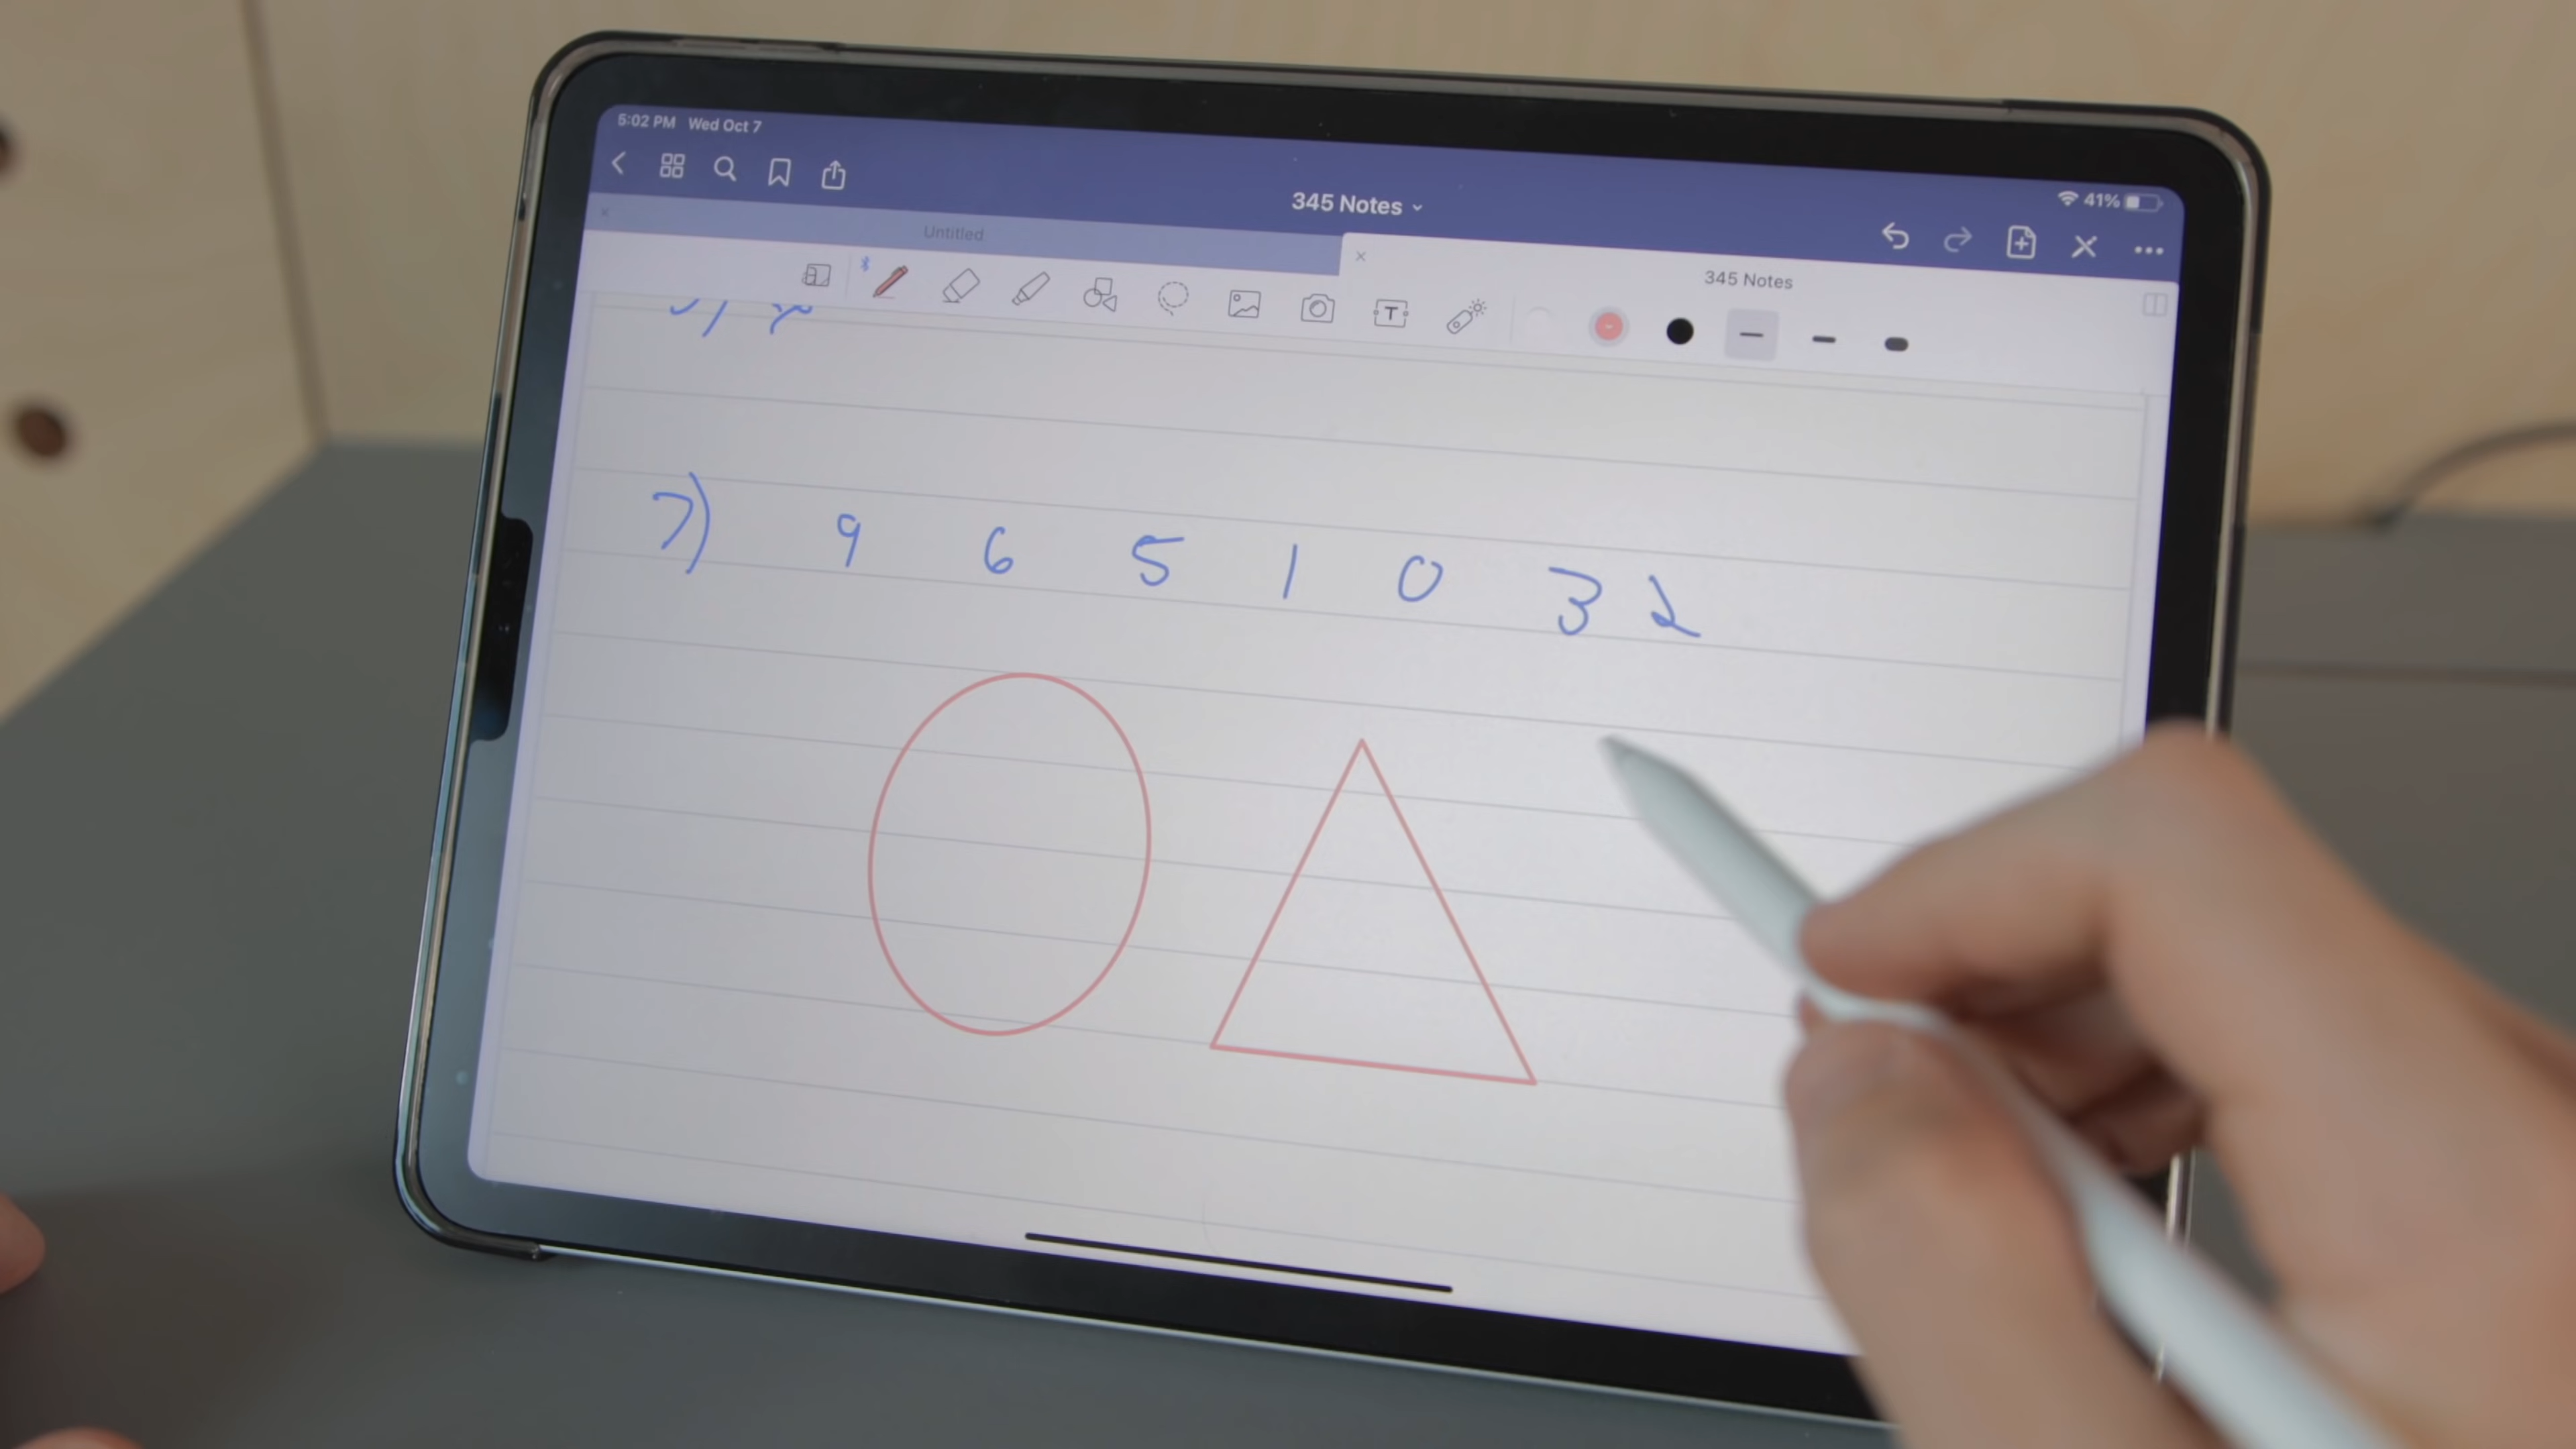 5:02 PM Wed Oct 7
41%
345 Notes
Untitled
345 Notes
T
7) 9 6 5 1 0 3 2